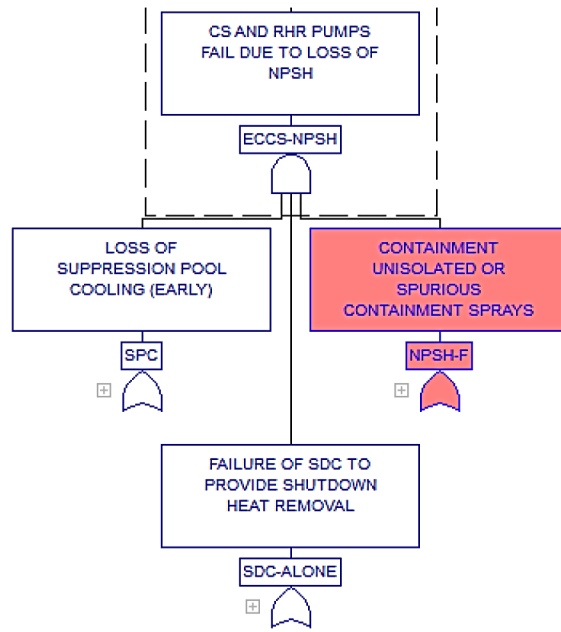 CS AND RHR PUMPS
FAIL DUE TO LOSS OF
NPSH
ECCS-NPSH
LOSS OF
SUPPRESSION POOL
COOLING (EARLY)
SPC
CONTAINMENT
UNISOLATED OR
SPURIOUS
CONTAINMENT SPRAYS
NPSH-F
FAILURE OF SDC TO
PROVIDE SHUTDOWN
HEAT REMOVAL
SDC-ALONE